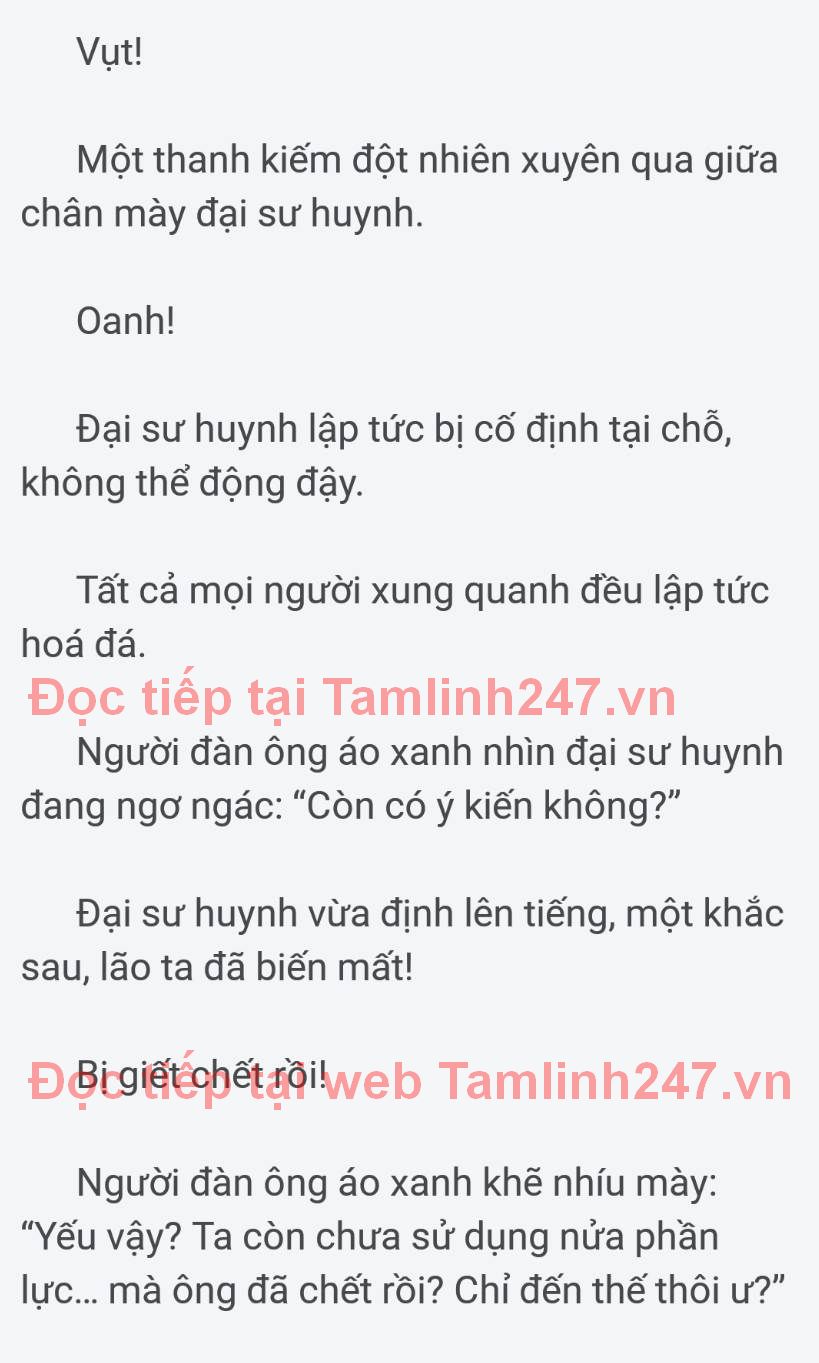 Vụt!
Một thanh kiếm đột nhiên xuyên qua giữa
chân mày đại sư huynh.
Oanh!
Đại sư huynh lập tức bị cố định tại chỗ,
không thể động đậy.
Tất cả mọi người xung quanh đều lập tức
hoá đá.
Đọc tiếp tại Tamlinh247.vn
Người đàn ông áo xanh nhìn đại sư huynh
đang ngơ ngác: “Còn có ý kiến không?”
Đại sư huynh vừa định lên tiếng, một khắc
sau, lão ta đã biến mất!
Bị giết chết rồi!
Đọc tiếp tại web Tamlinh247.vn
Người đàn ông áo xanh khẽ nhíu mày:
“Yếu vậy? Ta còn chưa sử dụng nửa phần
lực... mà ông đã chết rồi? Chỉ đến thế thôi ư?”